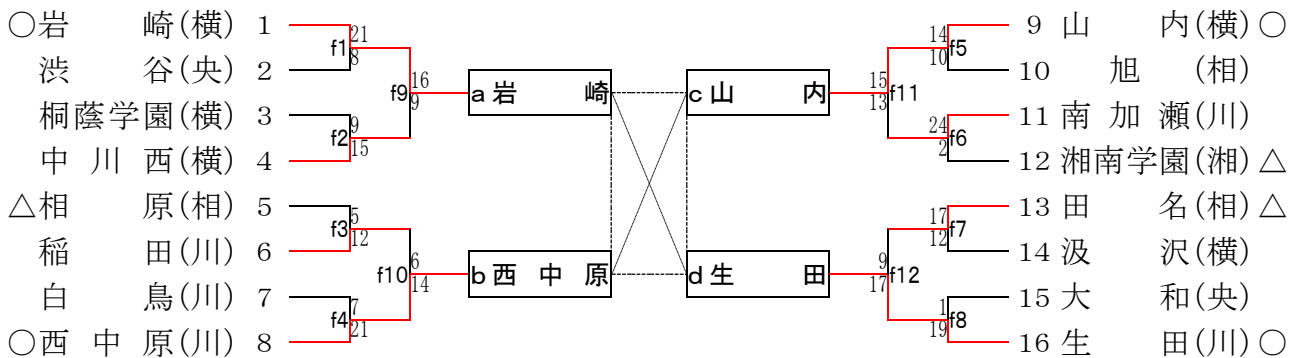 ○岩 崎(横) 1
21
f1
8
渋 谷(央) 2
16
f9
9
a 岩 崎
桐蔭学園(横) 3
9
f2
15
中 川 西(横) 4
△相 原(相) 5
5
f3
12
稲 田(川) 6
6
f10
14
b 西 中 原
白 鳥(川) 7
7
f4
21
○西 中 原(川) 8
9 山 内(横)○
14
f5
10
10 旭 (相)
15
f11
13
c 山 内
11 南 加 瀬(川)
24
f6
2
12 湘南学園(湘)△
13 田 名(相)△
17
f7
12
14 汲 沢(横)
9
f12
17
d 生 田
15 大 和(央)
1
f8
19
16 生 田(川)○